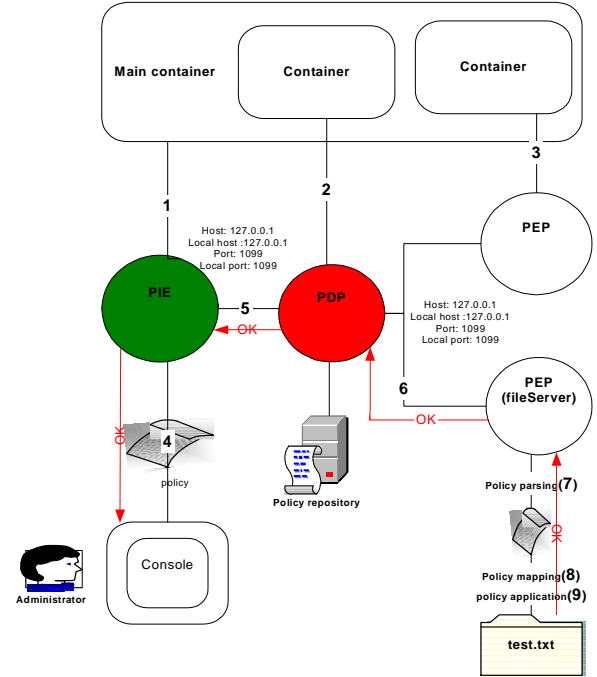 Main container
Container
Container
1
2
3
PEP
Host: 127.0.0.1
Local host :127.0.0.1
Port: 1099
Local port: 1099
PIE
5
OK
PDP
Host: 127.0.0.1
Local host :127.0.0.1
Port: 1099
Local port: 1099
6
OK
PEP
(fileServer)
OK
4
policy
Policy repository
Policy parsing(7)
OK
Console
Administrator
Policy mapping(8)
policy application(9)
test.txt